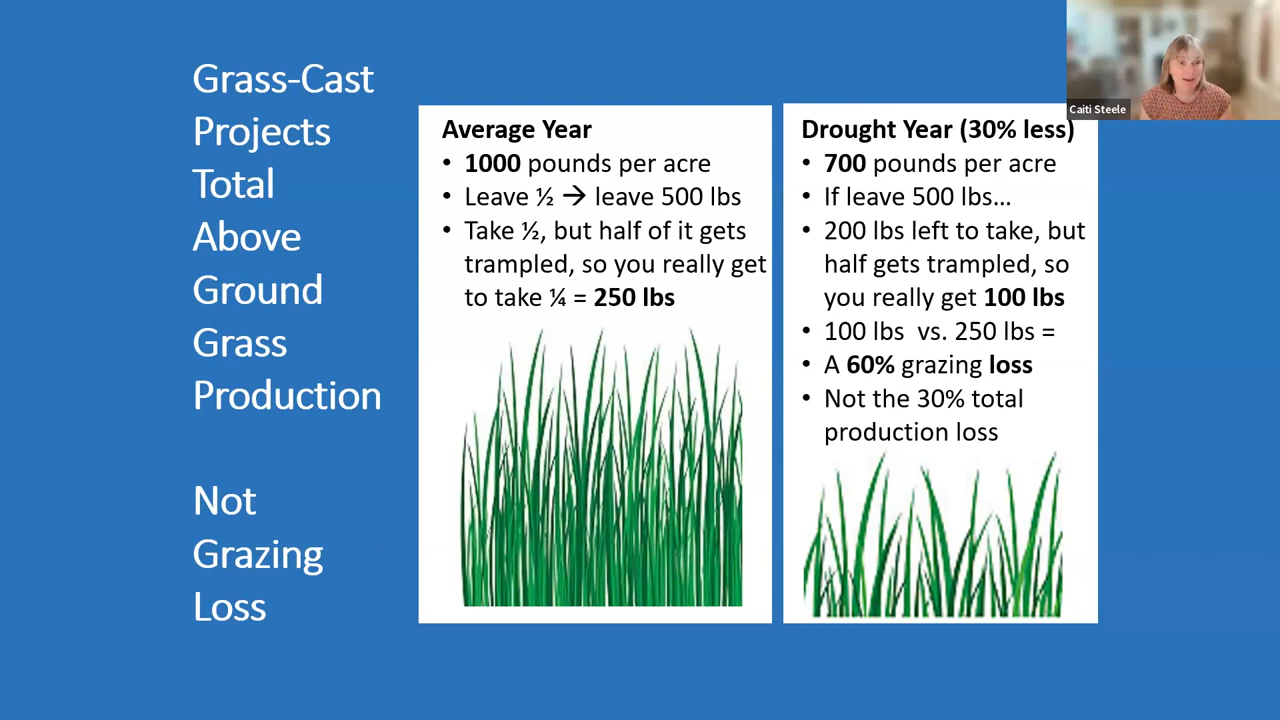 Grass-Cast
Projects
Total
Above
Ground
Grass
Production
Not
Grazing
Loss
Average Year
• 1000 pounds per acre
• Leave ½ → leave 500 lbs
• Take ½, but half of it gets
trampled, so you really get
to take ¼ = 250 lbs
Drought Year (30% less)
• 700 pounds per acre
• If leave 500 lbs…
• 200 lbs left to take, but
half gets trampled, so
you really get 100 lbs
• 100 lbs vs. 250 lbs =
• A 60% grazing loss
• Not the 30% total
production loss
Caiti Steele